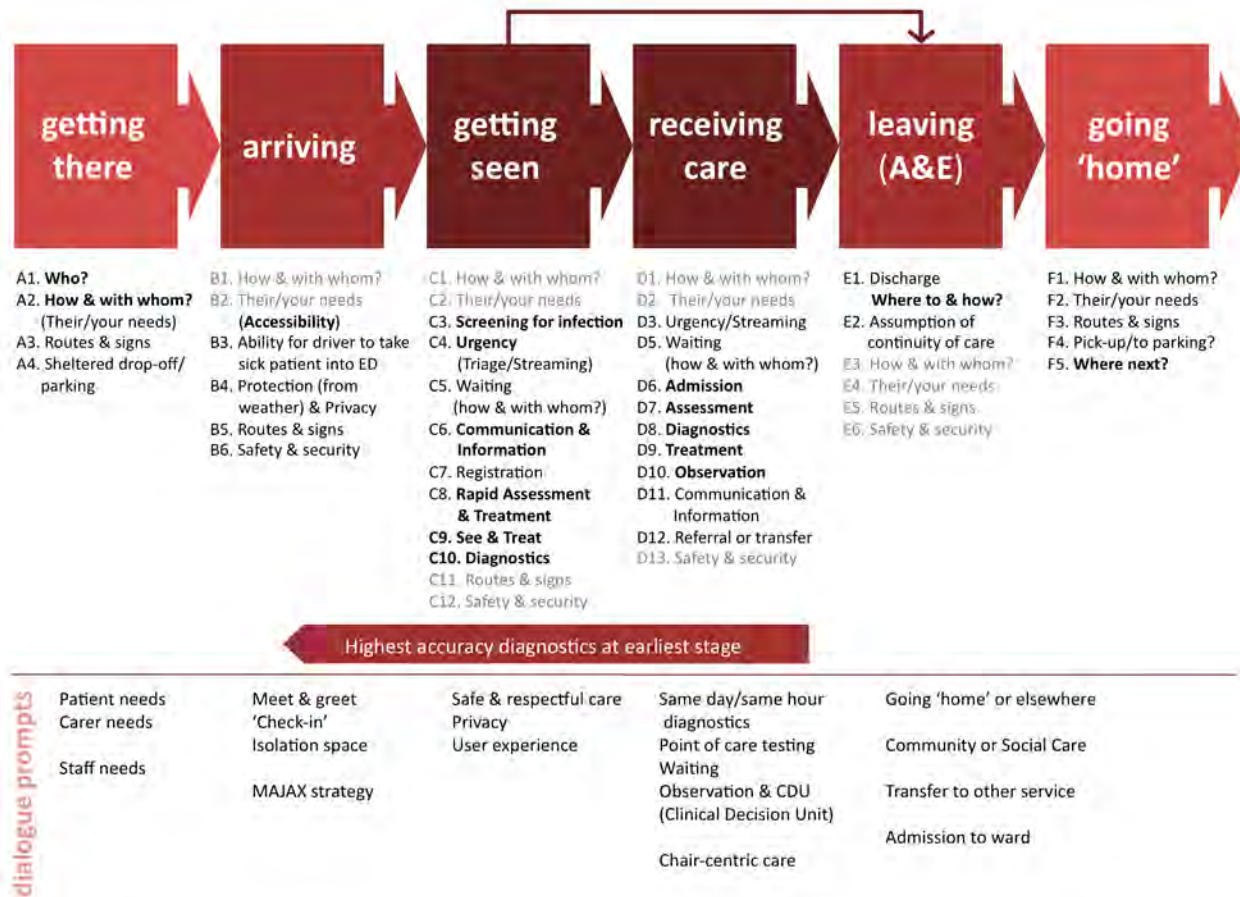 getting
there
arriving
getting
seen
receiving
care
leaving
(A&E)
going
‘home’
A1. Who?
A2. How & with whom?
(Their/your needs)
A3. Routes & signs
A4. Sheltered drop-off/
parking
B1. How & with whom?
B2. Their/your needs
(Accessibility)
B3. Ability for driver to take
sick patient into ED
B4. Protection (from
weather) & Privacy
B5. Routes & signs
B6. Safety & security
C1. How & with whom?
C2. Their/your needs
C3. Screening for infection
C4. Urgency
(Triage/Streaming)
C5. Waiting
(how & with whom?)
C6. Communication &
Information
C7. Registration
C8. Rapid Assessment
& Treatment
C9. See & Treat
C10. Diagnostics
C11. Routes & signs
C12. Safety & security
D1. How & with whom?
D2. Their/your needs
D3. Urgency/Streaming
D5. Waiting
(how & with whom?)
D6. Admission
D7. Assessment
D8. Diagnostics
D9. Treatment
D10. Observation
D11. Communication &
Information
D12. Referral or transfer
D13. Safety & security
E1. Discharge
Where to & how?
E2. Assumption of
continuity of care
E3. How & with whom?
E4. Their/your needs
E5. Routes & signs
E6. Safety & security
F1. How & with whom?
F2. Their/your needs
F3. Routes & signs
F4. Pick-up/to parking?
F5. Where next?
Highest accuracy diagnostics at earliest stage
dialogue prompts
Patient needs
Carer needs
Staff needs
Meet & greet
‘Check-in’
Isolation space
MAJAX strategy
Safe & respectful care
Privacy
User experience
Same day/same hour
diagnostics
Point of care testing
Waiting
Observation & CDU
(Clinical Decision Unit)
Chair-centric care
Going ‘home’ or elsewhere
Community or Social Care
Transfer to other service
Admission to ward